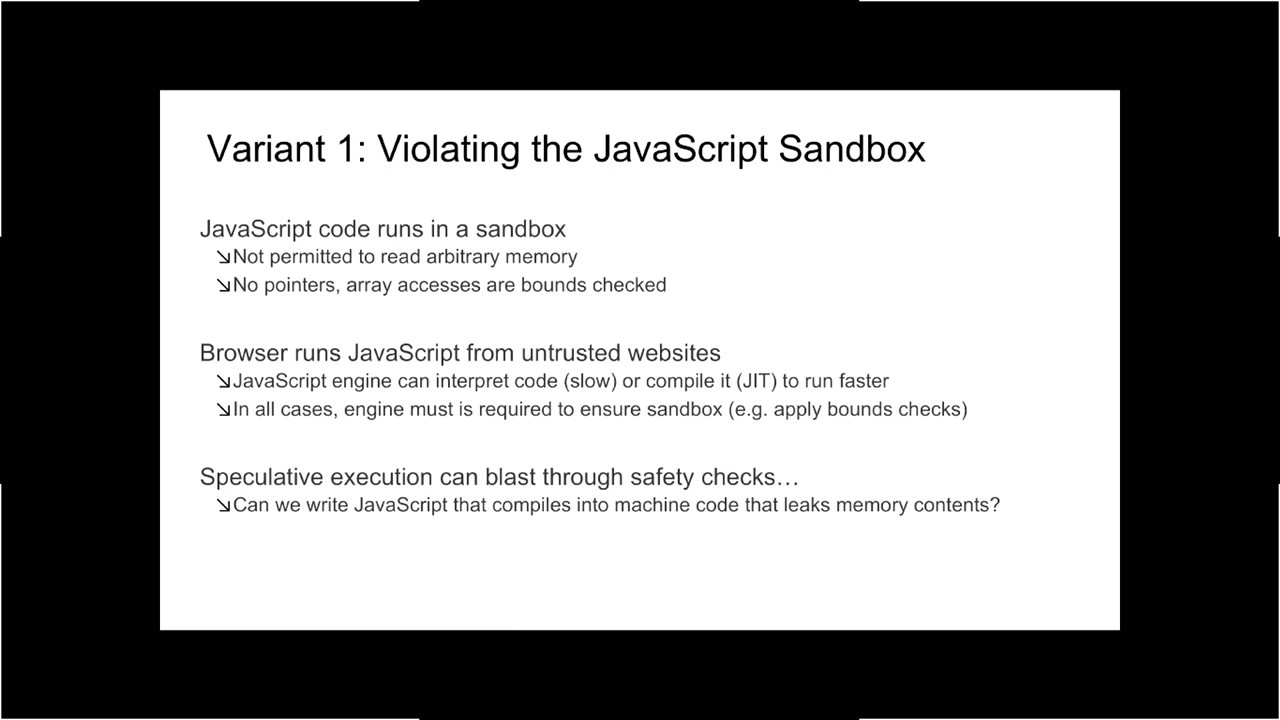 Variant 1: Violating the JavaScript Sandbox
JavaScript code runs in a sandbox
↘Not permitted to read arbitrary memory
↘No pointers, array accesses are bounds checked
Browser runs JavaScript from untrusted websites
↘JavaScript engine can interpret code (slow) or compile it (JIT) to run faster
↘In all cases, engine must is required to ensure sandbox (e.g. apply bounds checks)
Speculative execution can blast through safety checks…
↘Can we write JavaScript that compiles into machine code that leaks memory contents?